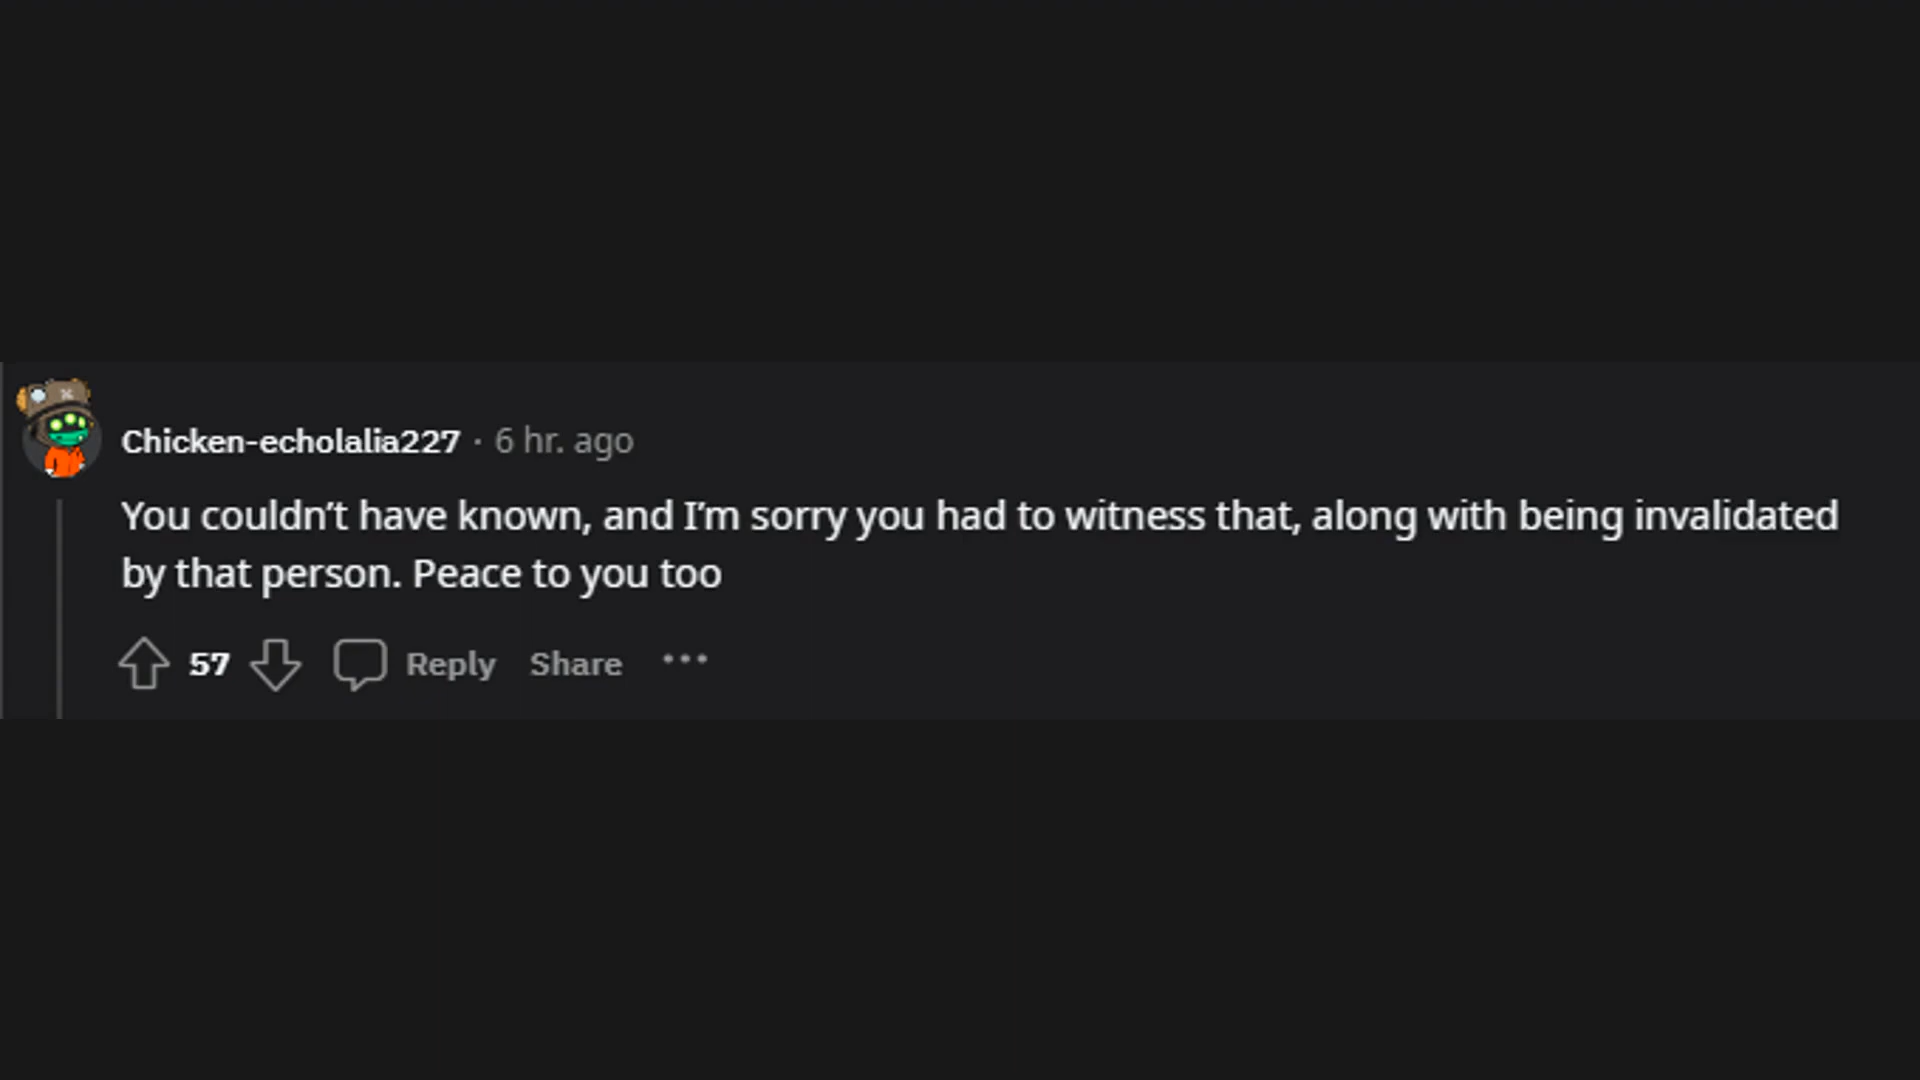 Chicken-echolalia227 · 6 hr. ago
You couldn’t have known, and I’m sorry you had to witness that, along with being invalidated
by that person. Peace to you too
57 Reply Share ···